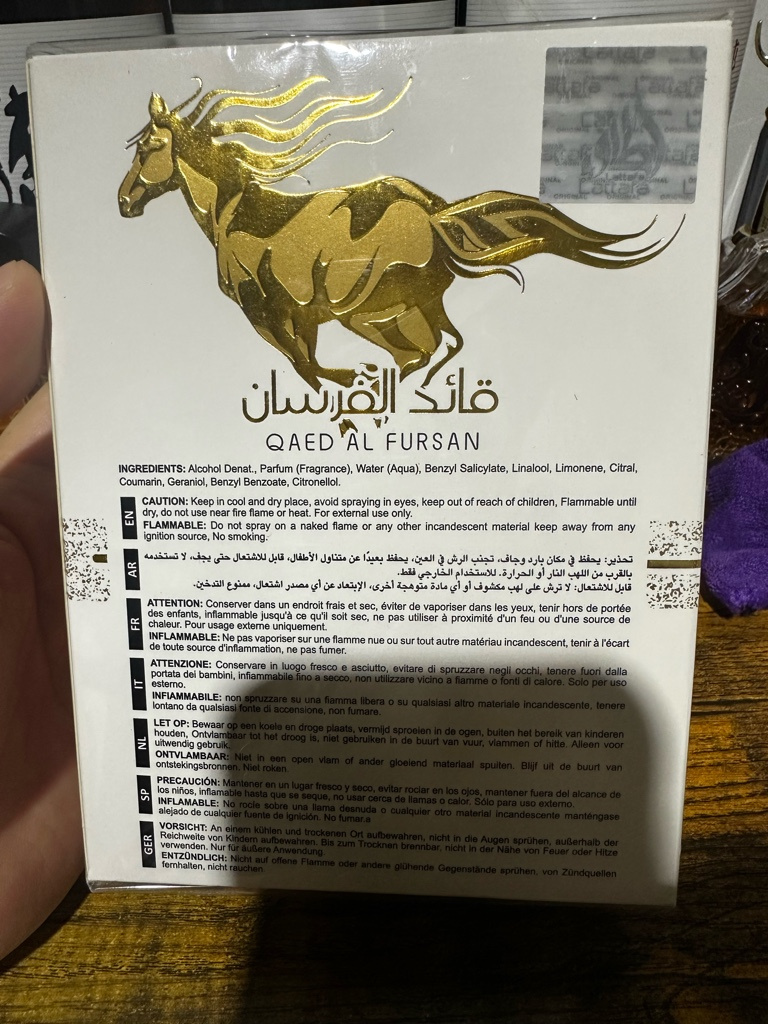 Lattafa
ORIGINAL
قائد الفرسان
QAED AL FURSAN
INGREDIENTS: Alcohol Denat., Parfum (Fragrance), Water (Aqua), Benzyl Salicylate, Linalool, Limonene, Citral,
Coumarin, Geraniol, Benzyl Benzoate, Citronellol.
EN
CAUTION: Keep in cool and dry place, avoid spraying in eyes, keep out of reach of children, Flammable until
dry, do not use near fire flame or heat. For external use only.
FLAMMABLE: Do not spray on a naked flame or any other incandescent material keep away from any
ignition source, No smoking.
AR
تحذير: يحفظ في مكان بارد وجاف، تجنب الرش في العين، يحفظ بعيدًا عن متناول الأطفال، قابل للاشتعال حتى يجف، لا تستخدمه
بالقرب من اللهب النار أو الحرارة. للاستخدام الخارجي فقط.
قابل للاشتعال: لا ترش على لهب مكشوف أو أي مادة متوهجة أخرى، الإبتعاد عن أي مصدر اشتعال، ممنوع التدخين.
FR
ATTENTION: Conserver dans un endroit frais et sec, éviter de vaporiser dans les yeux, tenir hors de portée
des enfants, inflammable jusqu'à ce qu'il soit sec, ne pas utiliser à proximité d'un feu ou d'une source de
chaleur. Pour usage externe uniquement.
INFLAMMABLE: Ne pas vaporiser sur une flamme nue ou sur tout autre matériau incandescent, tenir à l'écart
de toute source d'inflammation, ne pas fumer.
IT
ATTENZIONE: Conservare in luogo fresco e asciutto, evitare di spruzzare negli occhi, tenere fuori dalla
portata dei bambini, infiammabile fino a secco, non utilizzare vicino a fiamme o fonti di calore. Solo per uso
esterno.
INFIAMMABILE: non spruzzare su una fiamma libera o su qualsiasi altro materiale incandescente, tenere
lontano da qualsiasi fonte di accensione, non fumare.
NL
LET OP: Bewaar op een koele en droge plaats, vermijd sproeien in de ogen, buiten het bereik van kinderen
houden, Ontvlambaar tot het droog is, niet gebruiken in de buurt van vuur, vlammen of hitte. Alleen voor
uitwendig gebruik.
ONTVLAMBAAR: Niet in een open vlam of ander gloeiend materiaal spuiten. Blijf uit de buurt van
ontstekingsbronnen, Niet roken.
SP
PRECAUCIÓN: Mantener en un lugar fresco y seco, evitar rociar en los ojos, mantener fuera del alcance de
los niños, inflamable hasta que se seque, no usar cerca de llamas o calor. Sólo para uso externo.
INFLAMABLE: No rocíe sobre una llama desnuda o cualquier otro material incandescente manténgase
alejado de cualquier fuente de ignición. No fumar.a
GER
VORSICHT: An einem kühlen und trockenen Ort aufbewahren, nicht in die Augen sprühen, außerhalb der
Reichweite von Kindern aufbewahren. Bis zum Trocknen brennbar, nicht in der Nähe von Feuer oder Hitze
verwenden. Nur für äußere Anwendung.
ENTZÜNDLICH: Nicht auf offene Flamme oder andere glühende Gegenstände sprühen, von Zündquellen
fernhalten, nicht rauchen.